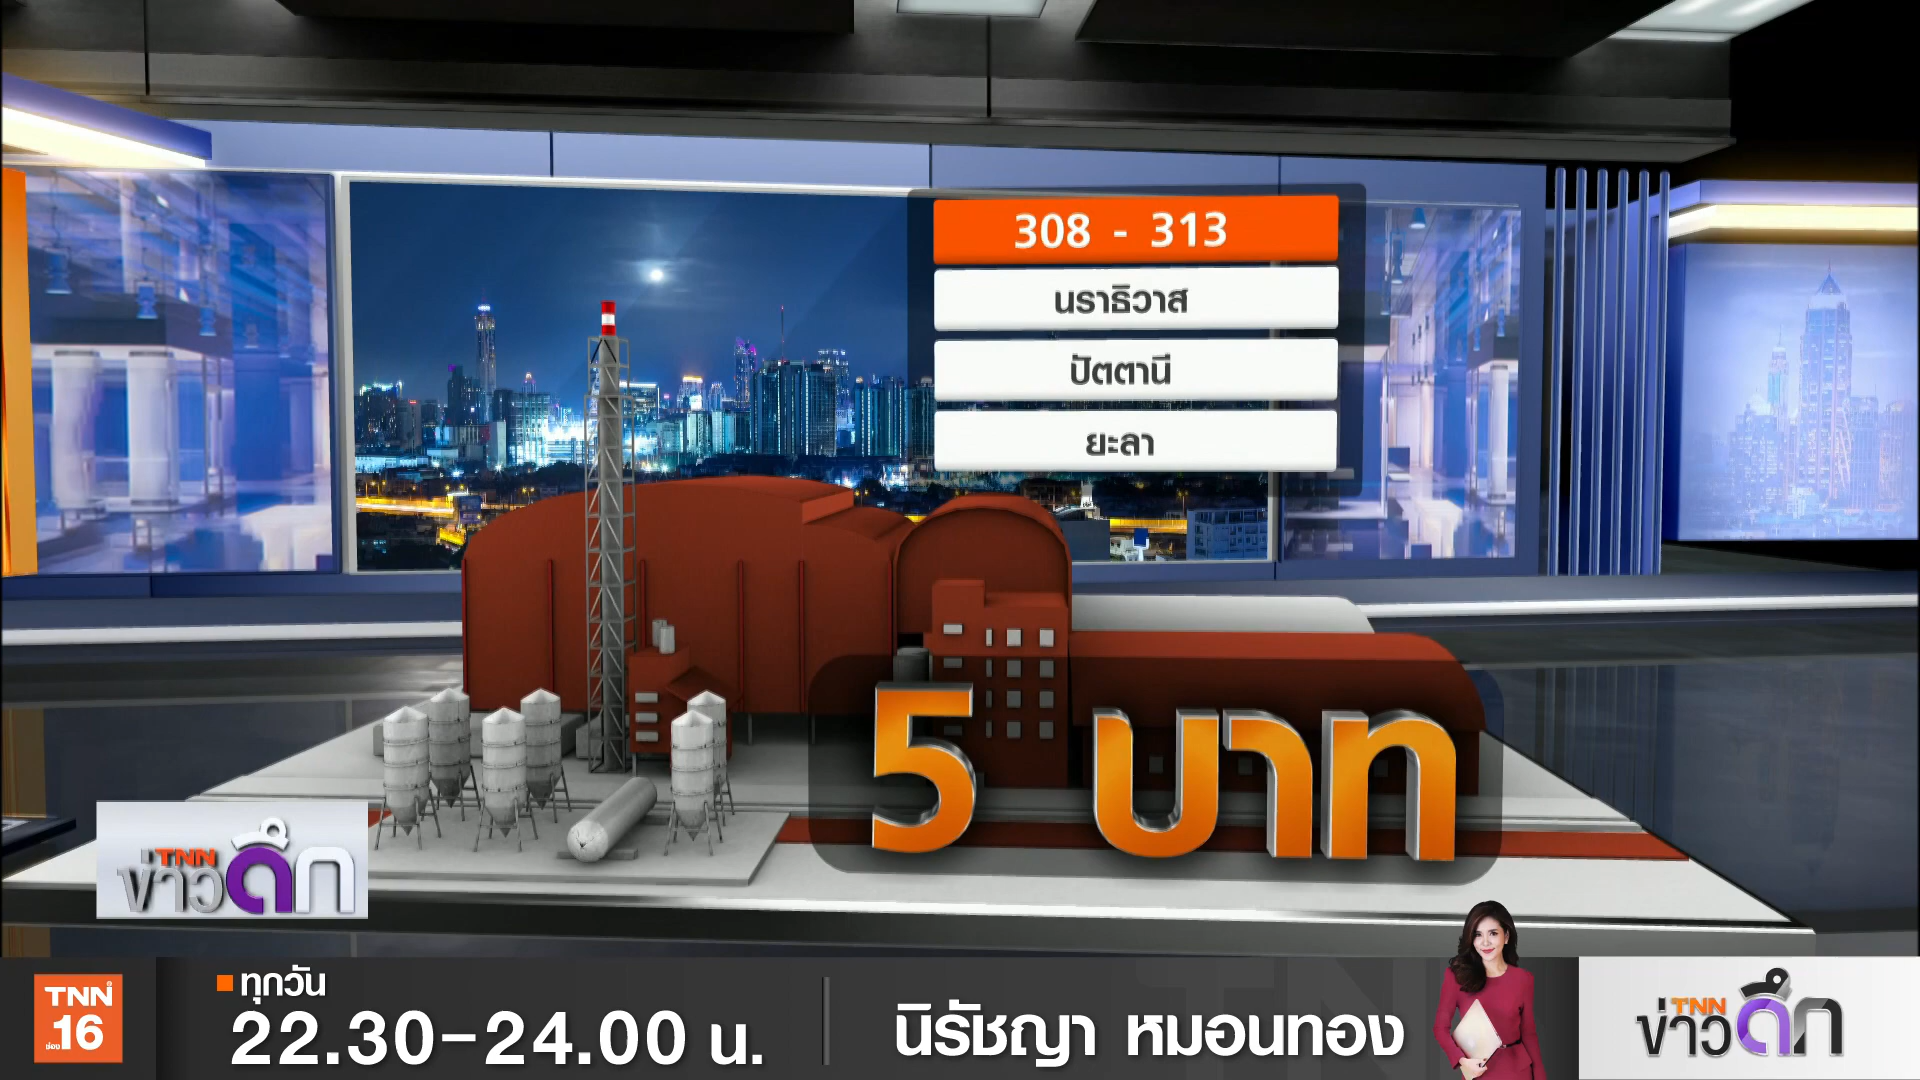 308 - 313
นราธิวาส
ปัตตานี
ยะลา
5 บาท
TNN
ข่าวดึก
TNN
ช่อง 16
ทุกวัน
22.30-24.00 น.
นิรัชญา หมอนทอง
TNN
ข่าวดึก